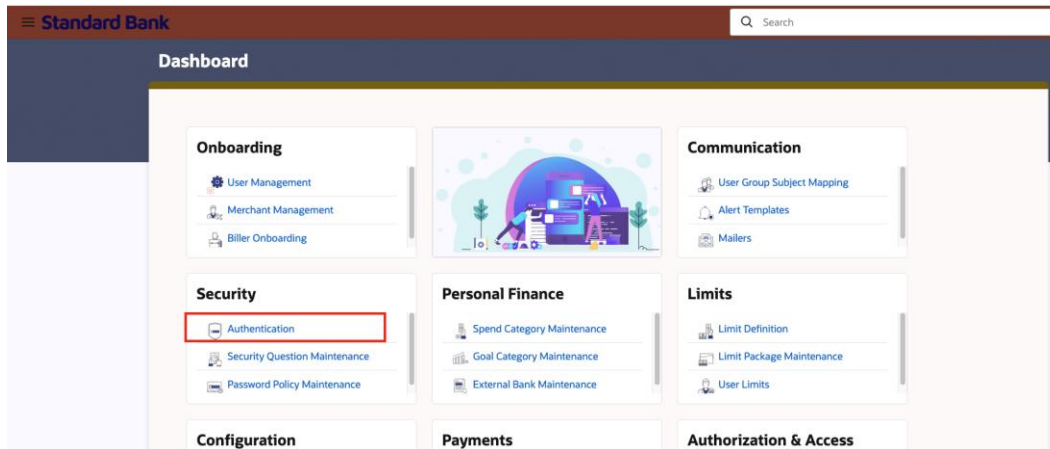 Standard Bank
Search
Dashboard
Onboarding
User Management
Merchant Management
Biller Onboarding
Communication
User Group Subject Mapping
Alert Templates
Mailers
Security
Authentication
Security Question Maintenance
Password Policy Maintenance
Personal Finance
Spend Category Maintenance
Goal Category Maintenance
External Bank Maintenance
Limits
Limit Definition
Limit Package Maintenance
User Limits
Configuration
Payments
Authorization & Access